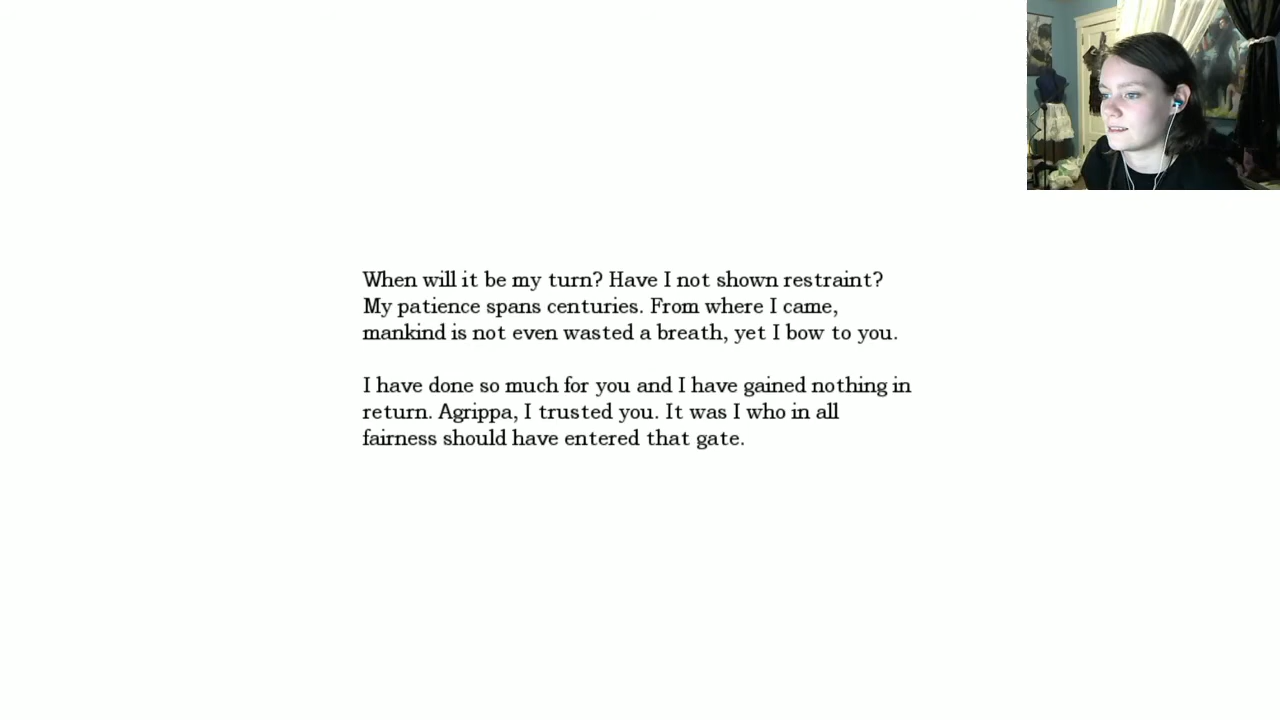 When will it be my turn? Have I not shown restraint?
My patience spans centuries. From where I came,
mankind is not even wasted a breath, yet I bow to you.
I have done so much for you and I have gained nothing in
return. Agrippa, I trusted you. It was I who in all
fairness should have entered that gate.